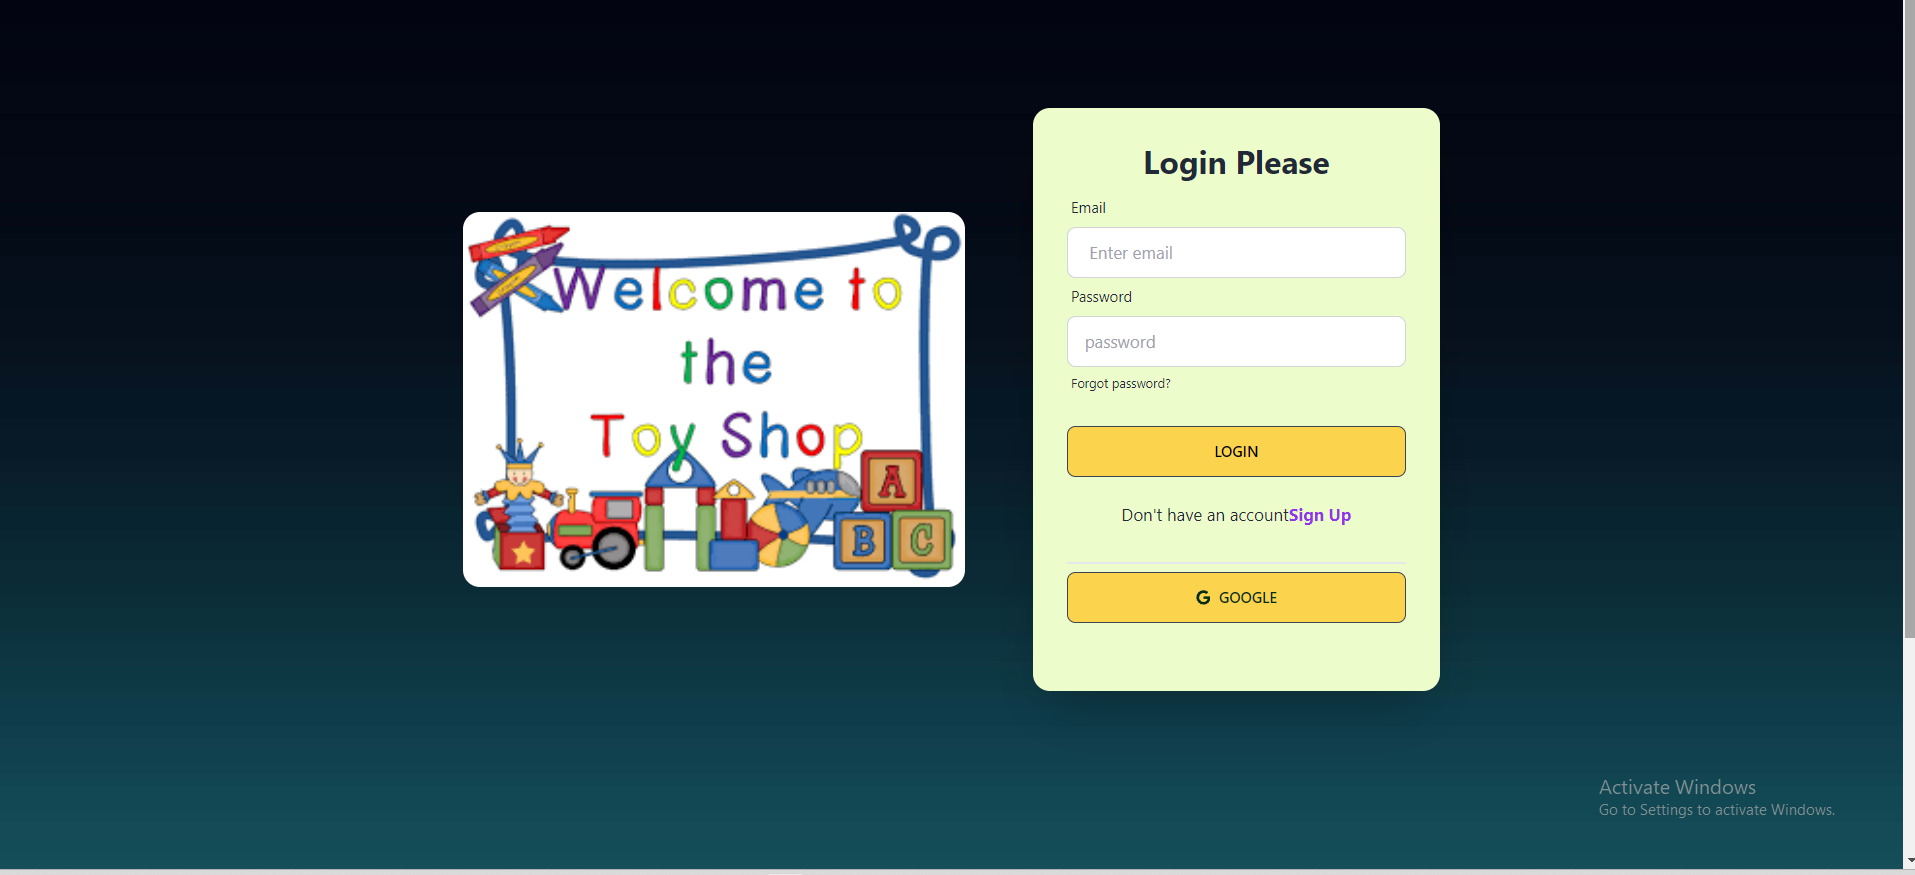 Welcome to
the
Toy Shop
A
B C
Login Please
Email
Enter email
Password
password
Forgot password?
LOGIN
Don't have an accountSign Up
G GOOGLE
Activate Windows
Go to Settings to activate Windows.